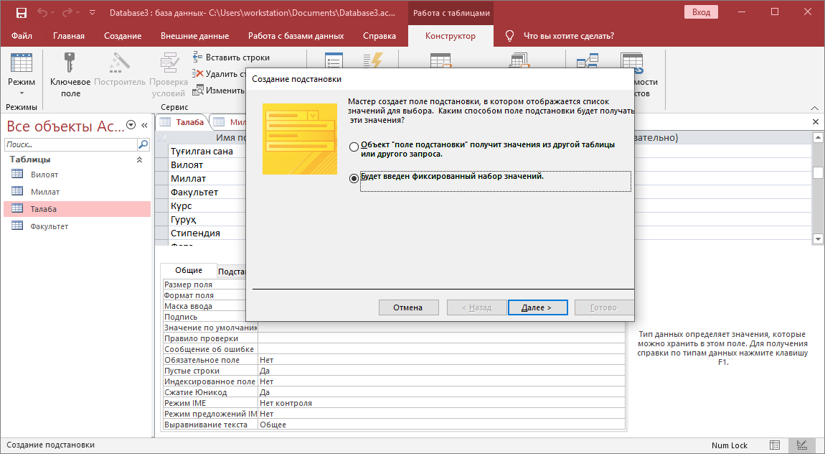 Database3 : база данных- C:\Users\workstation\Documents\Database3.ac...
Работа с таблицами
Вход
Файл Главная Создание Внешние данные Работа с базами данных Справка Конструктор Что вы хотите сделать?
Режим
Ключевое поле
Построитель
Проверка условий
Вставить строки
Удалить
Изменить
Режимы
Сервис
Все объекты Ac...
Поиск...
Таблицы
Вилоят
Миллат
Талаба
Факультет
Талаба
Имя
Туғилган сана
Вилоят
Миллат
Факультет
Курс
Гуруҳ
Стипендия
Создание подстановки
Мастер создает поле подстановки, в котором отображается список
значений для выбора. Каким способом поле подстановки будет получать
эти значения?
Объект "поле подстановки" получит значения из другой таблицы
или другого запроса.
Будет введен фиксированный набор значений.
Отмена
< Назад
Далее >
Готово
Общие
Размер поля
Формат поля
Маска ввода
Подпись
Значение по умолчанию
Правило проверки
Сообщение об ошибке
Обязательное поле Нет
Пустые строки Да
Индексированное поле Нет
Сжатие Юникод Да
Режим IME Нет контроля
Режим предложений IM Нет
Выравнивание текста Общее
Тип данных определяет значения, которые
можно хранить в этом поле. Для получения
справки по типам данных нажмите клавишу
F1.
Создание подстановки
Num Lock